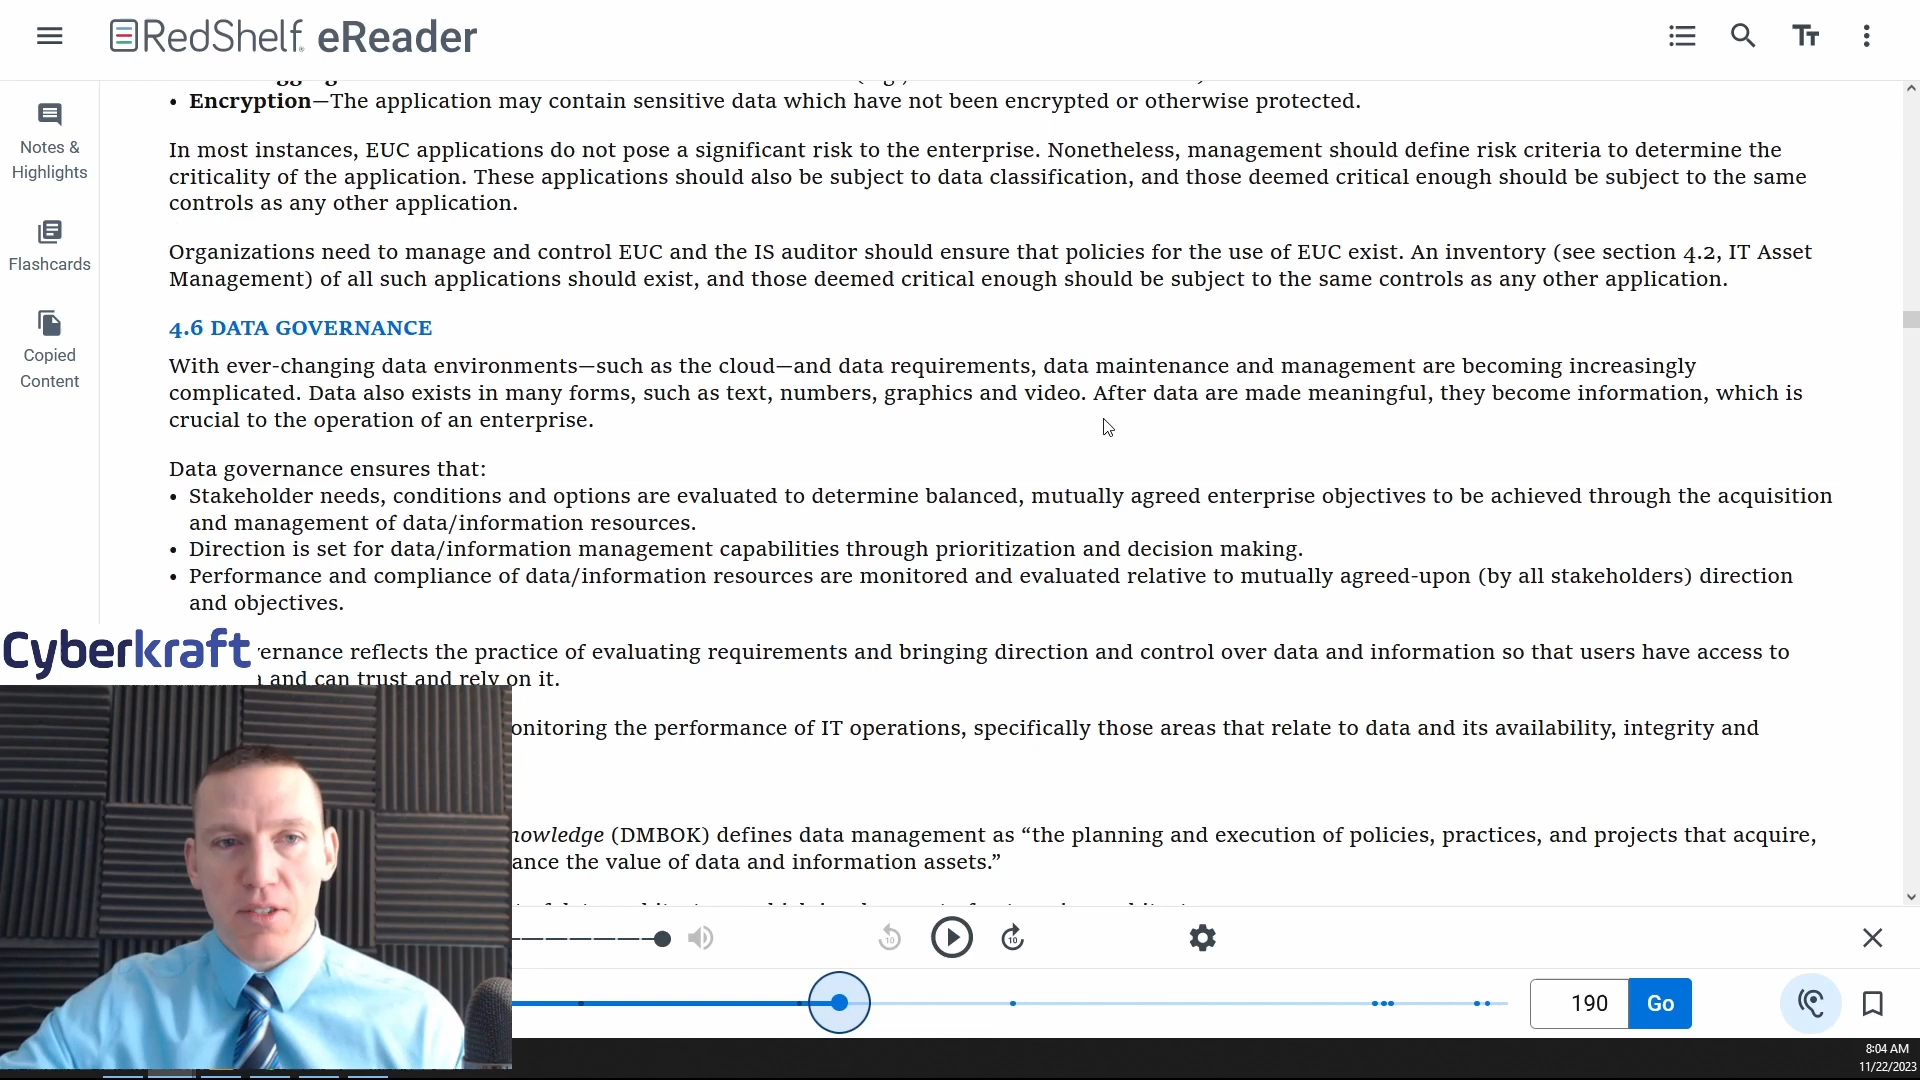 RedShelf eReader
Notes &
Highlights
Flashcards
Copied
Content
• Encryption—The application may contain sensitive data which have not been encrypted or otherwise protected.
In most instances, EUC applications do not pose a significant risk to the enterprise. Nonetheless, management should define risk criteria to determine the
criticality of the application. These applications should also be subject to data classification, and those deemed critical enough should be subject to the same
controls as any other application.
Organizations need to manage and control EUC and the IS auditor should ensure that policies for the use of EUC exist. An inventory (see section 4.2, IT Asset
Management) of all such applications should exist, and those deemed critical enough should be subject to the same controls as any other application.
4.6 DATA GOVERNANCE
With ever-changing data environments—such as the cloud—and data requirements, data maintenance and management are becoming increasingly
complicated. Data also exists in many forms, such as text, numbers, graphics and video. After data are made meaningful, they become information, which is
crucial to the operation of an enterprise.
Data governance ensures that:
• Stakeholder needs, conditions and options are evaluated to determine balanced, mutually agreed enterprise objectives to be achieved through the acquisition
and management of data/information resources.
• Direction is set for data/information management capabilities through prioritization and decision making.
• Performance and compliance of data/information resources are monitored and evaluated relative to mutually agreed-upon (by all stakeholders) direction
and objectives.
Cyberkraft
vernance reflects the practice of evaluating requirements and bringing direction and control over data and information so that users have access to
and can trust and rely on it.
onitoring the performance of IT operations, specifically those areas that relate to data and its availability, integrity and
nowledge (DMBOK) defines data management as “the planning and execution of policies, practices, and projects that acquire,
ance the value of data and information assets.”
10
10
190
Go
8:04 AM
11/22/2023